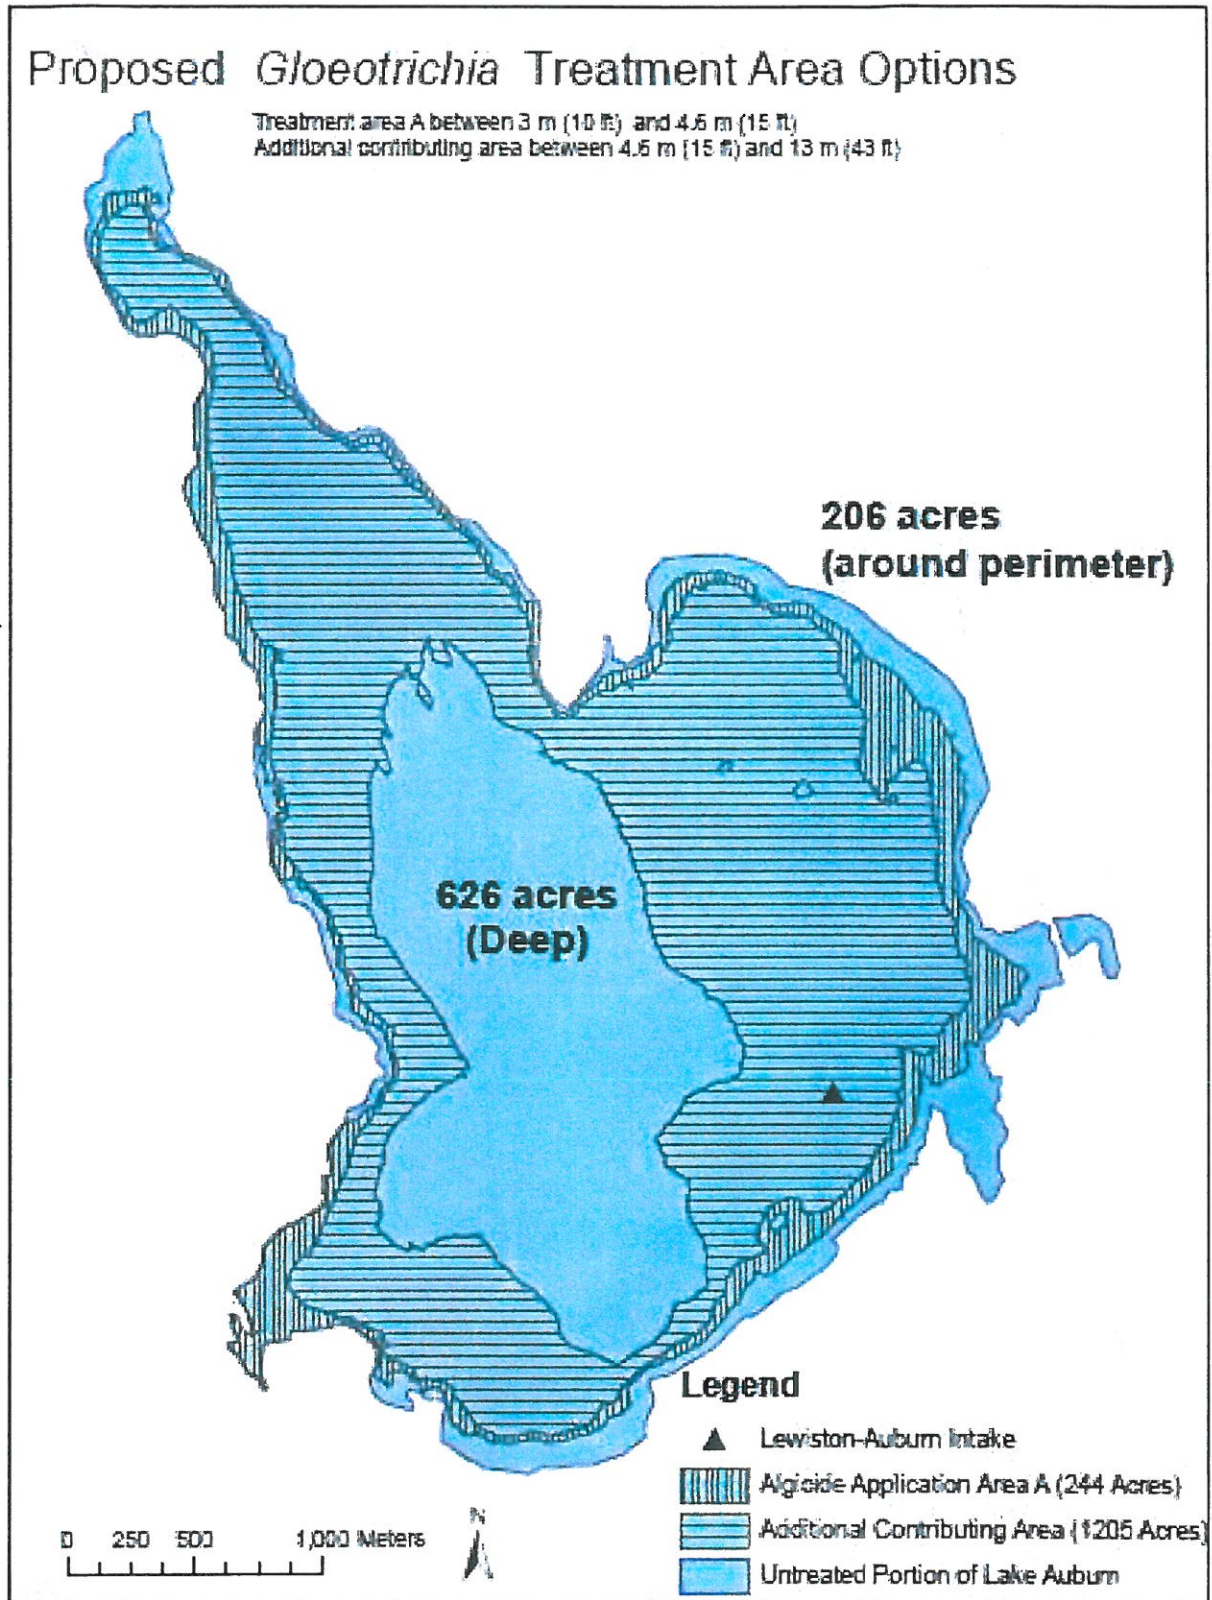 Proposed Gloeotrichia Treatment Area Options
Treatment area A between 3 m (10 ft) and 4.6 m (15 ft)
Additional contributing area between 4.6 m (15 ft) and 13 m (43 ft)
206 acres
(around perimeter)
626 acres
(Deep)
Legend
Lewiston-Auburn Intake
Algicide Application Area A (244 Acres)
Additional Contributing Area (1205 Acres)
Untreated Portion of Lake Auburn
N
0 250 500 1,000 Meters